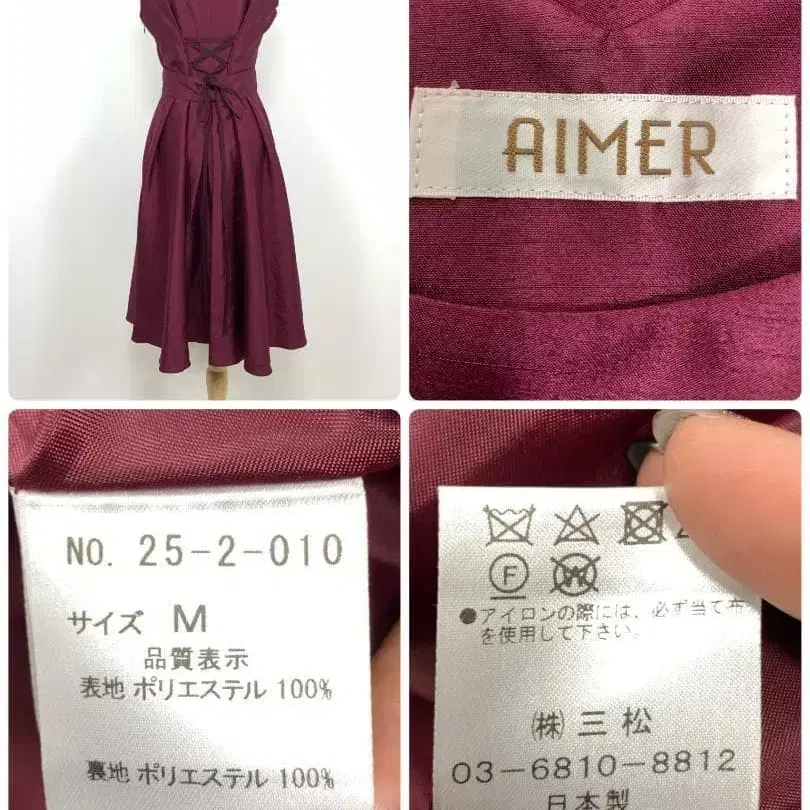 AIMER
NO. 25-2-010
サイズ M
品質表示
表地 ポリエステル 100%
裏地 ポリエステル 100%
F
W
●アイロンの際には、必ず当て布
を使用して下さい。
㈱三松
03-6810-8812
日本製